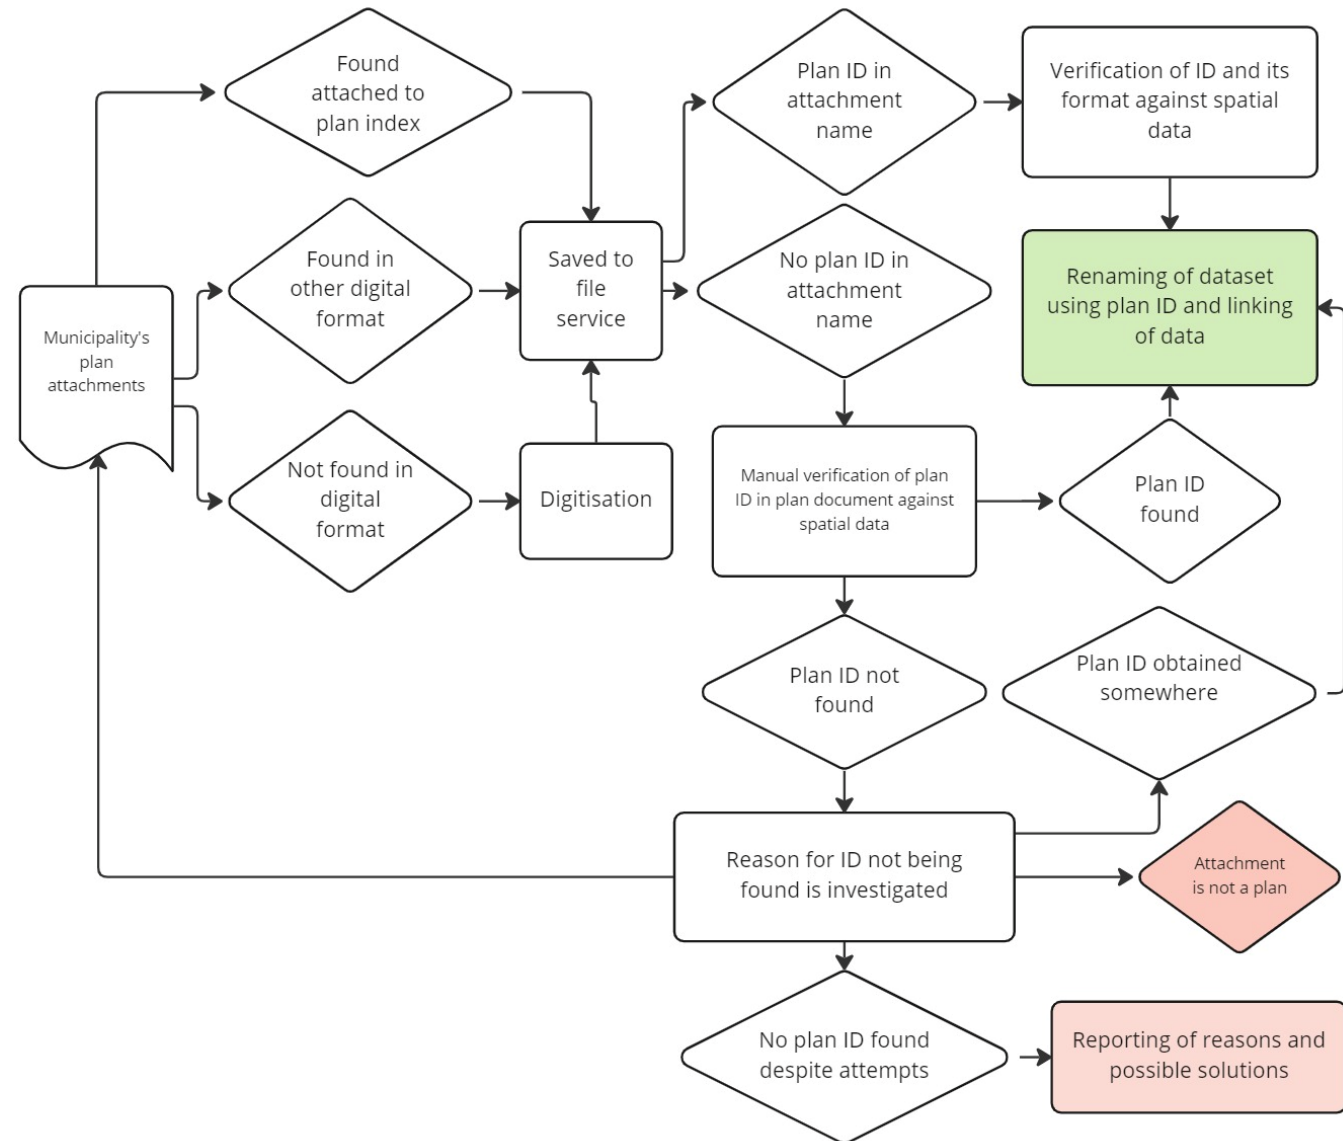 Found
attached to
plan index
Plan ID in
attachment
name
Verification of ID and its
format against spatial
data
Found in
other digital
format
Saved to
file
service
No plan ID in
attachment
name
Renaming of dataset
using plan ID and linking
of data
Municipality's
plan
attachments
Not found in
digital
format
Digitisation
Manual verification of plan
ID in plan document against
spatial data
Plan ID
found
Plan ID not
found
Plan ID obtained
somewhere
Reason for ID not being
found is investigated
Attachment
is not a plan
No plan ID found
despite attempts
Reporting of reasons and
possible solutions